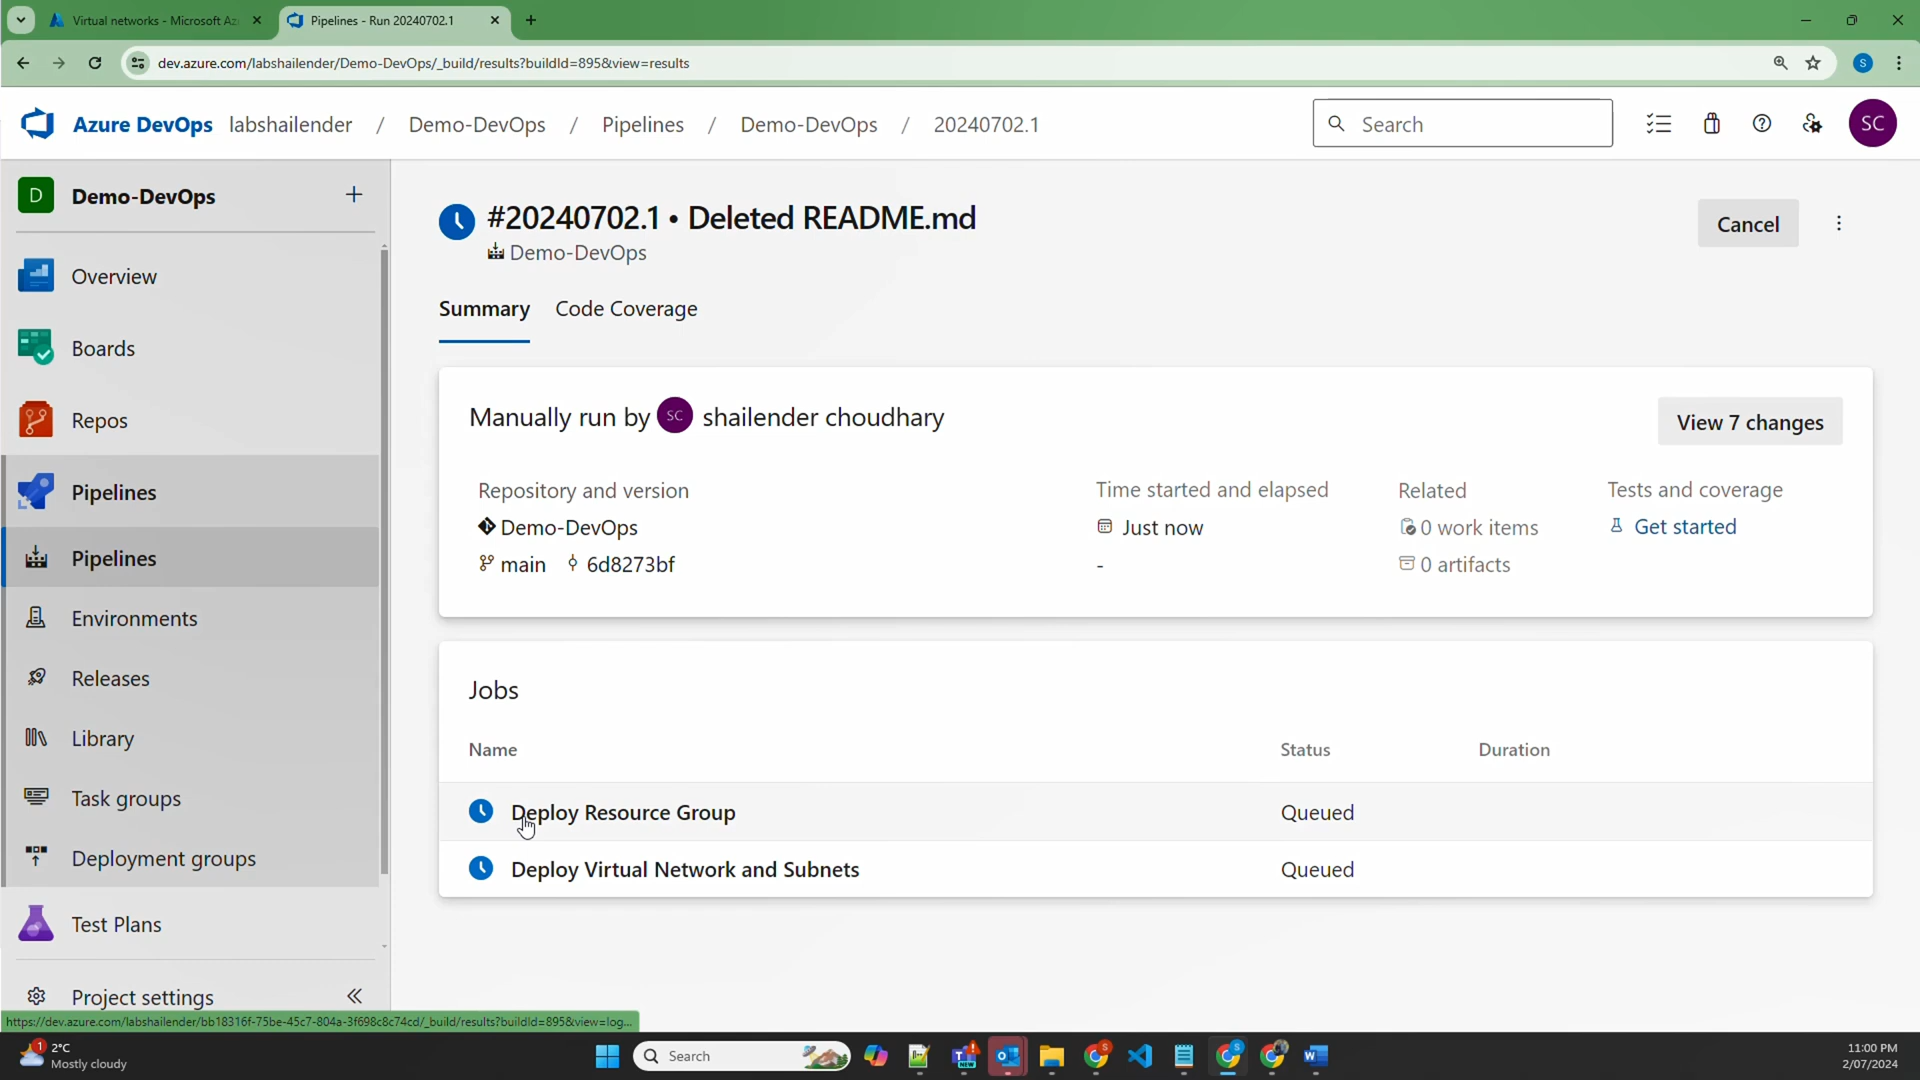 Virtual networks - Microsoft Az
Pipelines - Run 20240702.1
dev.azure.com/labshailender/Demo-DevOps/_build/results?buildId=895&view=results
S
Azure DevOps labshailender / Demo-DevOps / Pipelines / Demo-DevOps / 20240702.1
Search
SC
D Demo-DevOps
Overview
Boards
Repos
Pipelines
Pipelines
Environments
Releases
Library
Task groups
Deployment groups
Test Plans
Project settings
#20240702.1 • Deleted README.md
Demo-DevOps
Cancel
Summary Code Coverage
Manually run by SC shailender choudhary
View 7 changes
Repository and version Time started and elapsed Related Tests and coverage
Demo-DevOps Just now 0 work items Get started
main 6d8273bf - 0 artifacts
Jobs
Name Status Duration
Deploy Resource Group Queued
Deploy Virtual Network and Subnets Queued
https://dev.azure.com/labshailender/bb18316f-75be-45c7-804a-3f698c8c74cd/_build/results?buildId=895&view=log...
1
2°C
Mostly cloudy
Search
NEW
S
S
11:00 PM
2/07/2024